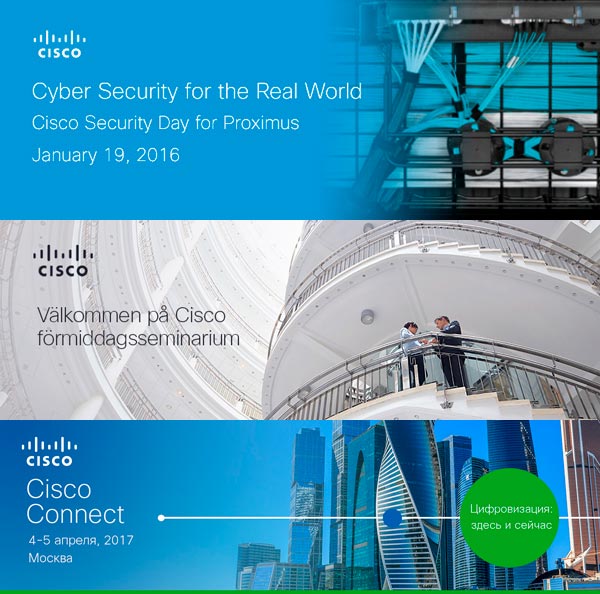 CISCO
Cyber Security for the Real World
Cisco Security Day for Proximus
January 19, 2016
CISCO
Välkommen på Cisco
förmiddagsseminarium
CISCO
Cisco
Connect
4-5 апреля, 2017
Москва
Цифровизация:
здесь и сейчас